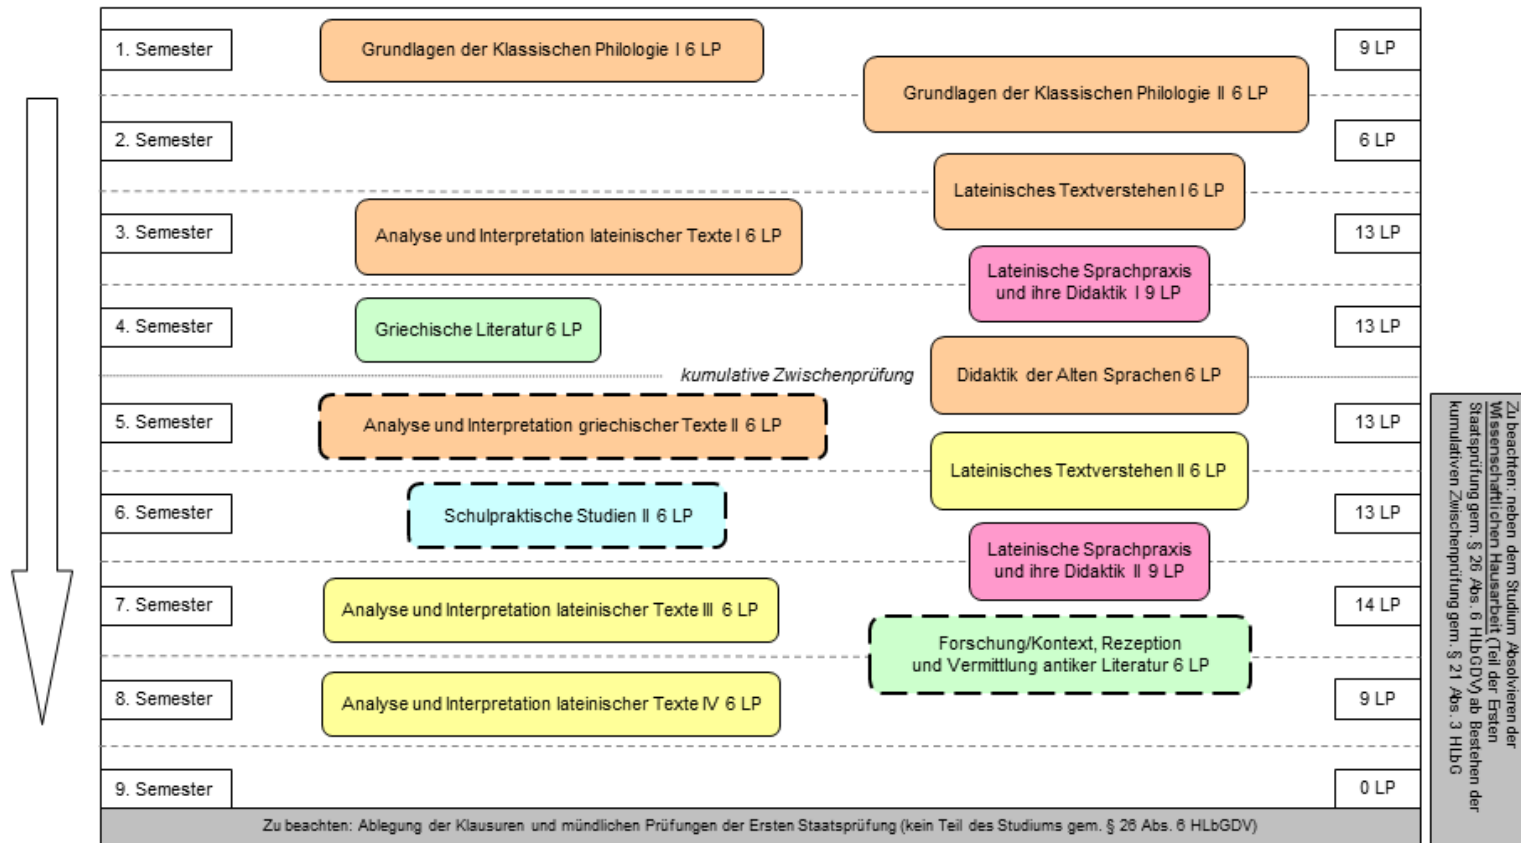 1. Semester
Grundlagen der Klassischen Philologie I 6 LP
9 LP
Grundlagen der Klassischen Philologie II 6 LP
2. Semester
6 LP
Lateinisches Textverstehen I 6 LP
3. Semester
Analyse und Interpretation lateinischer Texte I 6 LP
13 LP
Lateinische Sprachpraxis
und ihre Didaktik I 9 LP
4. Semester
Griechische Literatur 6 LP
13 LP
kumulative Zwischenprüfung
Didaktik der Alten Sprachen 6 LP
5. Semester
Analyse und Interpretation griechischer Texte II 6 LP
13 LP
Lateinisches Textverstehen II 6 LP
6. Semester
Schulpraktische Studien II 6 LP
13 LP
Lateinische Sprachpraxis
und ihre Didaktik II 9 LP
7. Semester
Analyse und Interpretation lateinischer Texte III 6 LP
14 LP
Forschung/Kontext, Rezeption
und Vermittlung antiker Literatur 6 LP
8. Semester
Analyse und Interpretation lateinischer Texte IV 6 LP
9 LP
9. Semester
0 LP
Zu beachten: Ablegung der Klausuren und mündlichen Prüfungen der Ersten Staatsprüfung (kein Teil des Studiums gem. § 26 Abs. 6 HLbGDV)
Zu beachten: neben dem Studium Absolvieren der
Wissenschaftlichen Hausarbeit (Teil der Ersten
Staatsprüfung gem. § 26 Abs. 6 HLbGDV) ab Bestehen der
kumulativen Zwischenprüfung gem. § 21 Abs. 3 HLbG